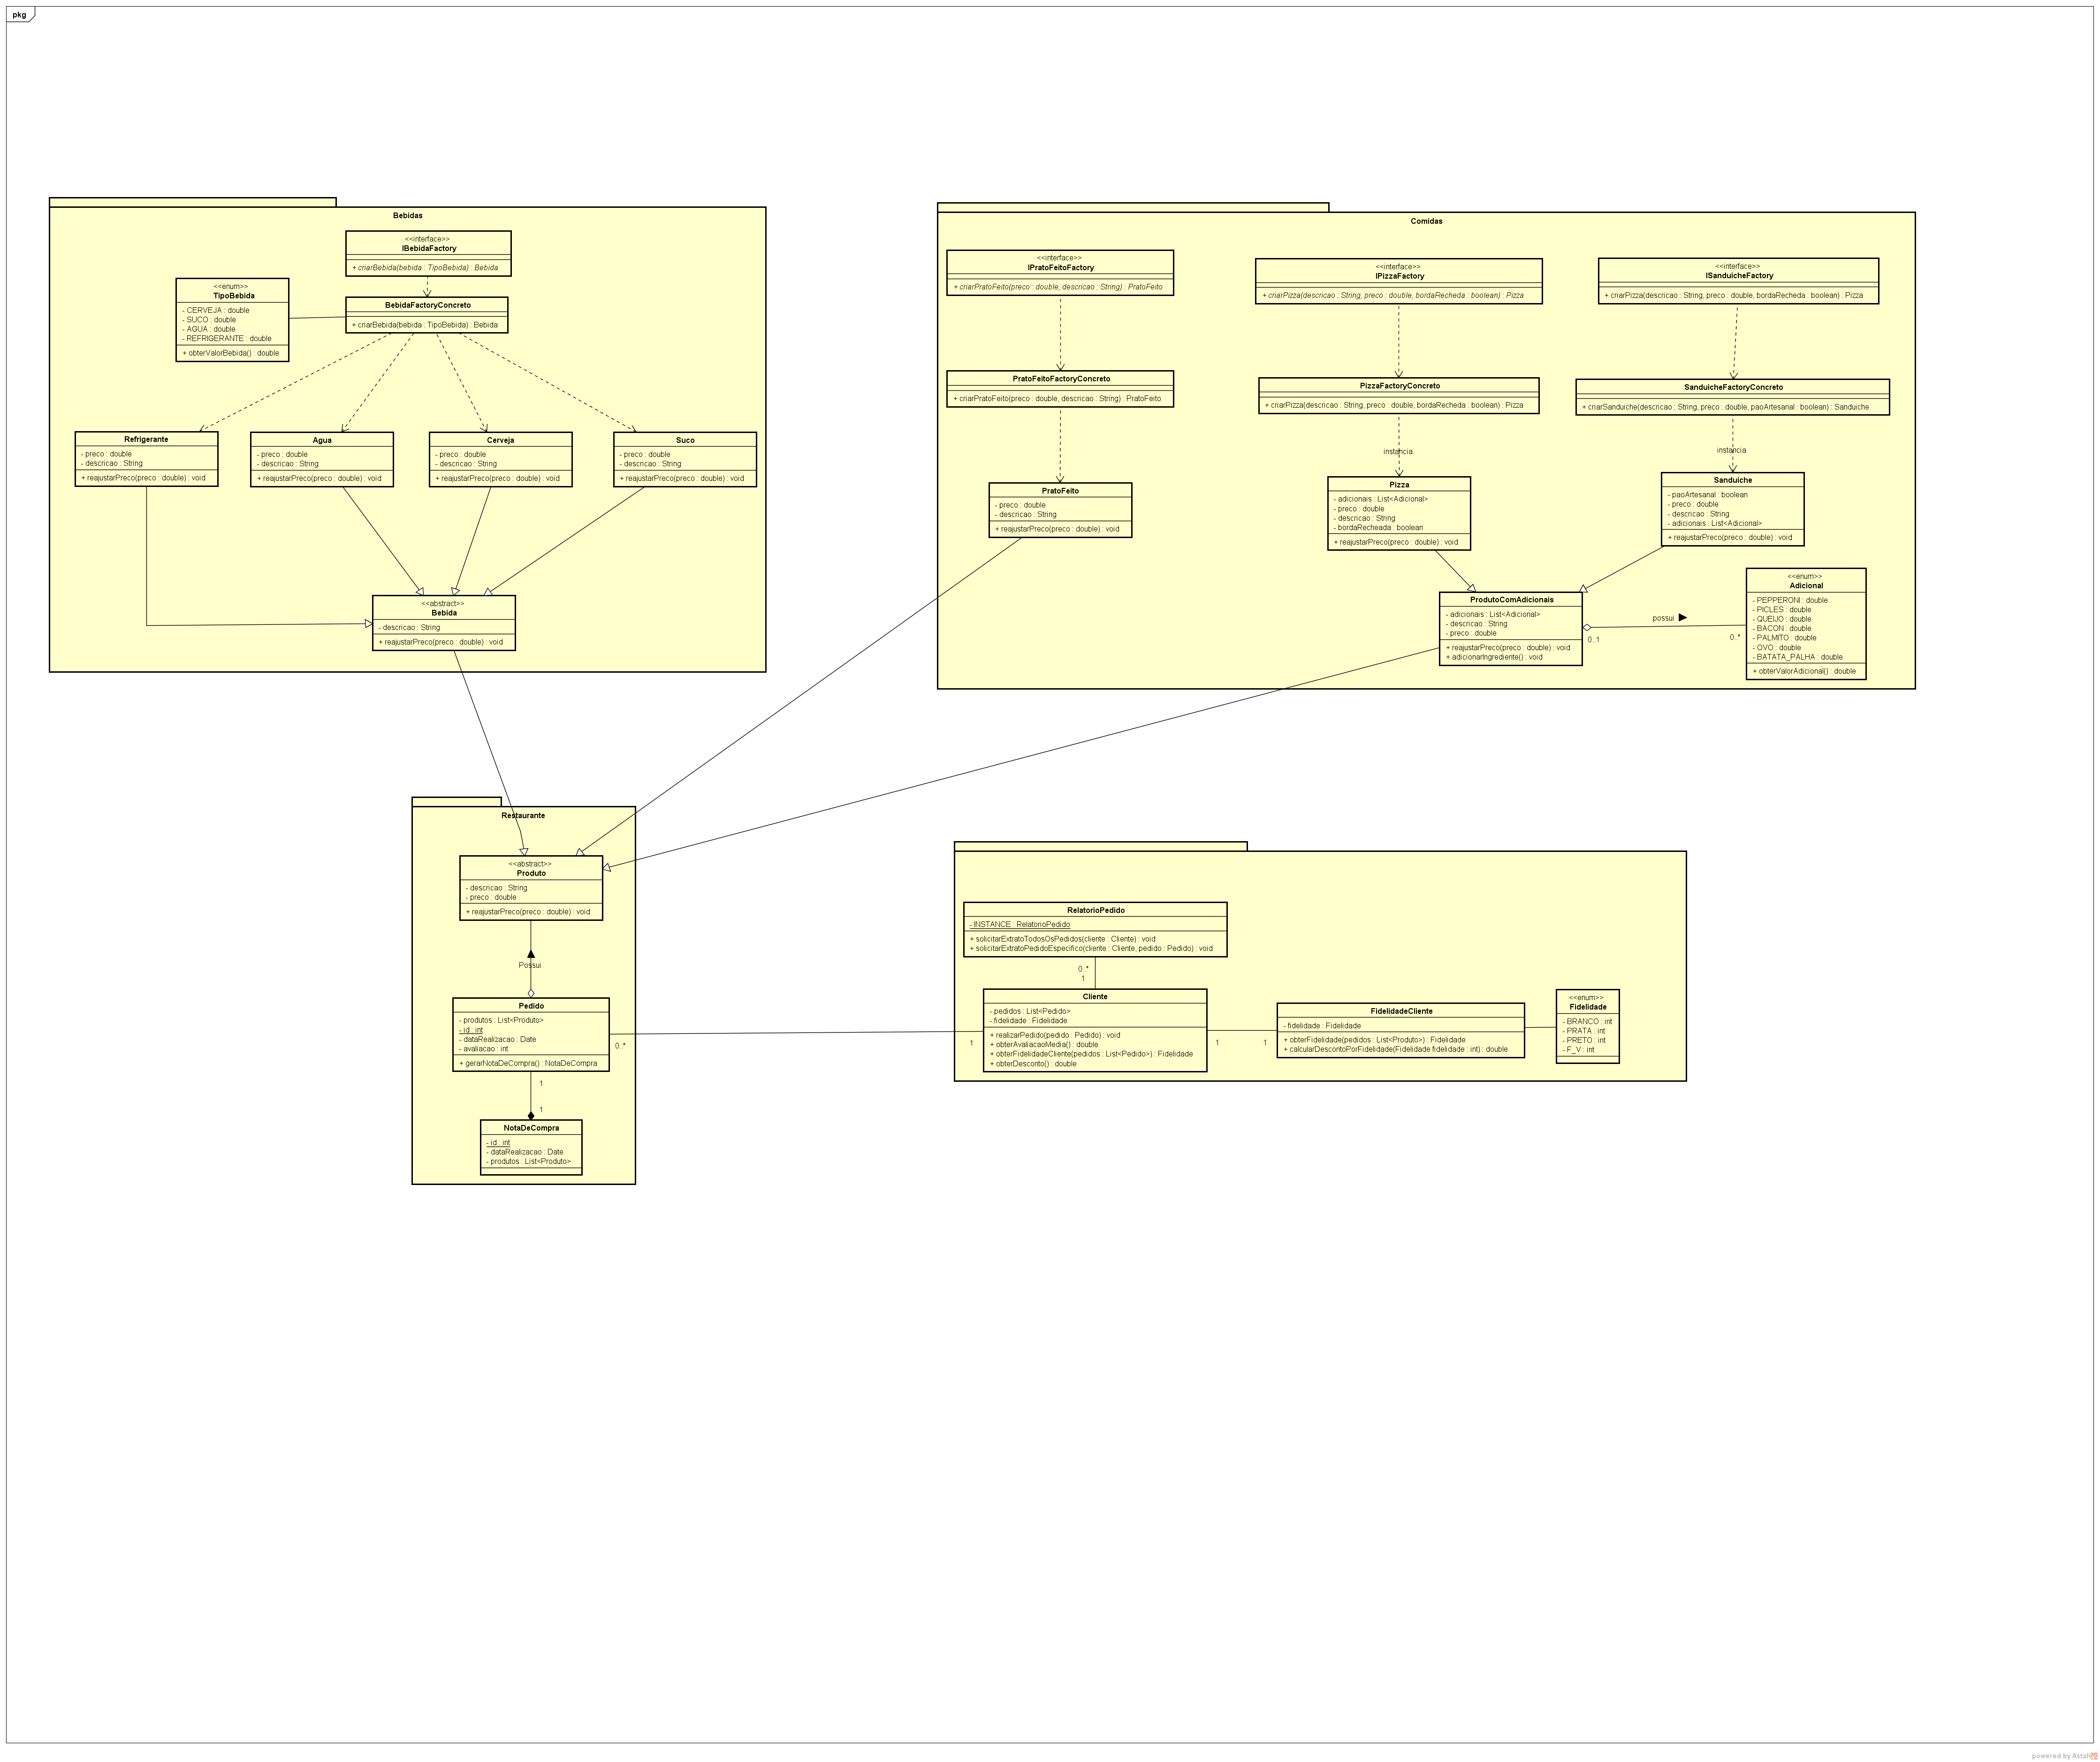 pkg
Bebidas
<<interface>>
IBebidaFactory
+ criarBebida(bebida : TipoBebida) : Bebida
<<enum>>
TipoBebida
- CERVEJA : double
- SUCO : double
- AGUA : double
- REFRIGERANTE : double
+ obterValorBebida() : double
BebidaFactoryConcreto
+ criarBebida(bebida : TipoBebida) : Bebida
Refrigerante
- preco : double
- descricao : String
+ reajustarPreco(preco : double) : void
Agua
- preco : double
- descricao : String
+ reajustarPreco(preco : double) : void
Cerveja
- preco : double
- descricao : String
+ reajustarPreco(preco : double) : void
Suco
- preco : double
- descricao : String
+ reajustarPreco(preco : double) : void
<<abstract>>
Bebida
- descricao : String
+ reajustarPreco(preco : double) : void
Comidas
<<interface>>
IPratoFeitoFactory
+ criarPratoFeito(preco : double, descricao : String) : PratoFeito
<<interface>>
IPizzaFactory
+ criarPizza(descricao : String, preco : double, bordaRecheda : boolean) : Pizza
<<interface>>
ISanduicheFactory
+ criarPizza(descricao : String, preco : double, bordaRecheda : boolean) : Pizza
PratoFeitoFactoryConcreto
+ criarPratoFeito(preco : double, descricao : String) : PratoFeito
PizzaFactoryConcreto
+ criarPizza(descricao : String, preco : double, bordaRecheda : boolean) : Pizza
SanduicheFactoryConcreto
+ criarSanduiche(descricao : String, preco : double, paoArtesanal : boolean) : Sanduiche
instancia
instancia
PratoFeito
- preco : double
- descricao : String
+ reajustarPreco(preco : double) : void
Pizza
- adicionais : List<Adicional>
- preco : double
- descricao : String
- bordaRecheada : boolean
+ reajustarPreco(preco : double) : void
Sanduiche
- paoArtesanal : boolean
- preco : double
- descricao : String
- adicionais : List<Adicional>
+ reajustarPreco(preco : double) : void
ProdutoComAdicionais
- adicionais : List<Adicional>
- descricao : String
- preco : double
+ reajustarPreco(preco : double) : void
+ adicionarIngrediente() : void
possui
0..1
0..*
<<enum>>
Adicional
- PEPPERONI : double
- PICLES : double
- QUEIJO : double
- BACON : double
- PALMITO : double
- OVO : double
- BATATA_PALHA : double
+ obterValorAdicional() : double
Restaurante
<<abstract>>
Produto
- descricao : String
- preco : double
+ reajustarPreco(preco : double) : void
Possui
Pedido
- produtos : List<Produto>
- id : int
- dataRealizacao : Date
- avaliacao : int
+ gerarNotaDeCompra() : NotaDeCompra
0..*
1
1
1
NotaDeCompra
- id : int
- dataRealizacao : Date
- produtos : List<Produto>
RelatorioPedido
- INSTANCE : RelatorioPedido
+ solicitarExtratoTodosOsPedidos(cliente : Cliente) : void
+ solicitarExtratoPedidoEspecifico(cliente : Cliente, pedido : Pedido) : void
0..*
1
Cliente
- pedidos : List<Pedido>
- fidelidade : Fidelidade
+ realizarPedido(pedido : Pedido) : void
+ obterAvaliacaoMedia() : double
+ obterFidelidadeCliente(pedidos : List<Pedido>) : Fidelidade
+ obterDesconto() : double
1
1
FidelidadeCliente
- fidelidade : Fidelidade
+ obterFidelidade(pedidos : List<Produto>) : Fidelidade
+ calcularDescontoPorFidelidade(Fidelidade fidelidade : int) : double
<<enum>>
Fidelidade
- BRANCO : int
- PRATA : int
- PRETO : int
- F_V : int
powered by Astah